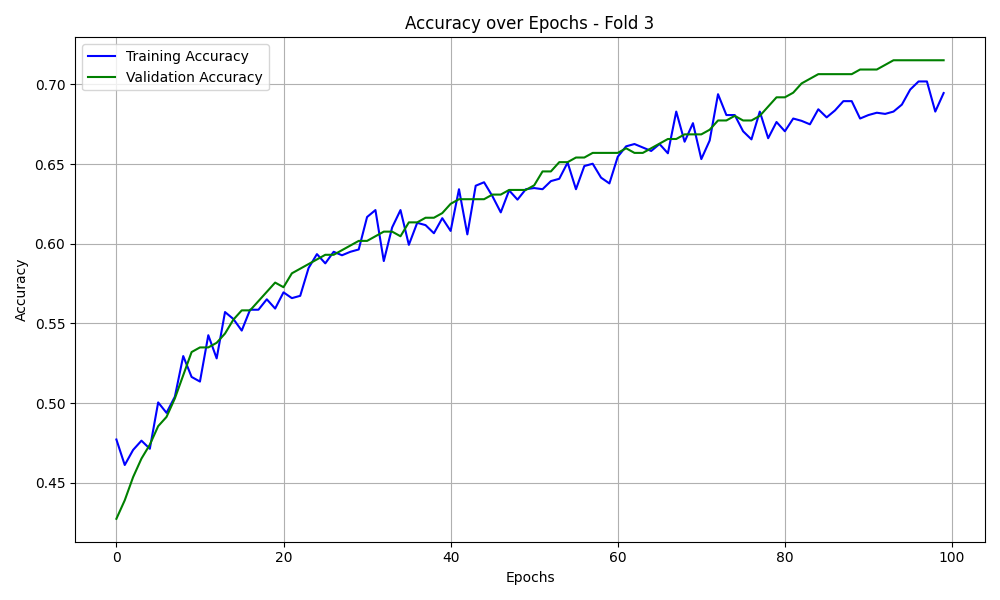 Accuracy over Epochs - Fold 3
Training Accuracy
Validation Accuracy
Accuracy
0.70
0.65
0.60
0.55
0.50
0.45
0 20 40 60 80 100
Epochs